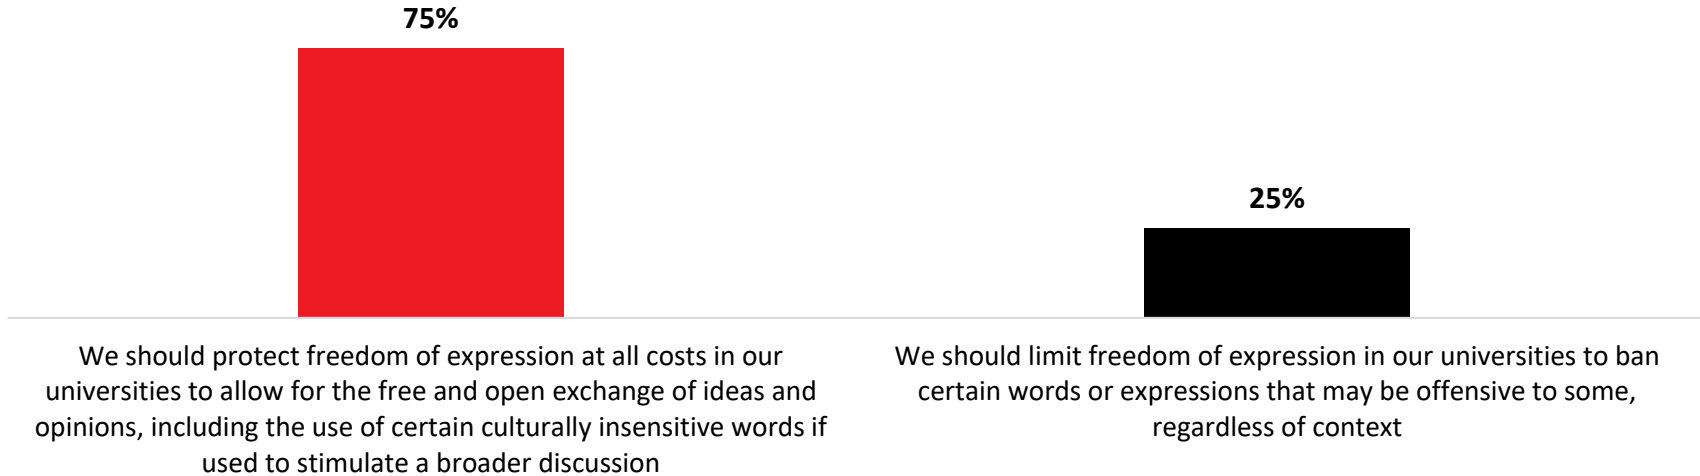 75%
25%
We should protect freedom of expression at all costs in our
universities to allow for the free and open exchange of ideas and
opinions, including the use of certain culturally insensitive words if
used to stimulate a broader discussion
We should limit freedom of expression in our universities to ban
certain words or expressions that may be offensive to some,
regardless of context